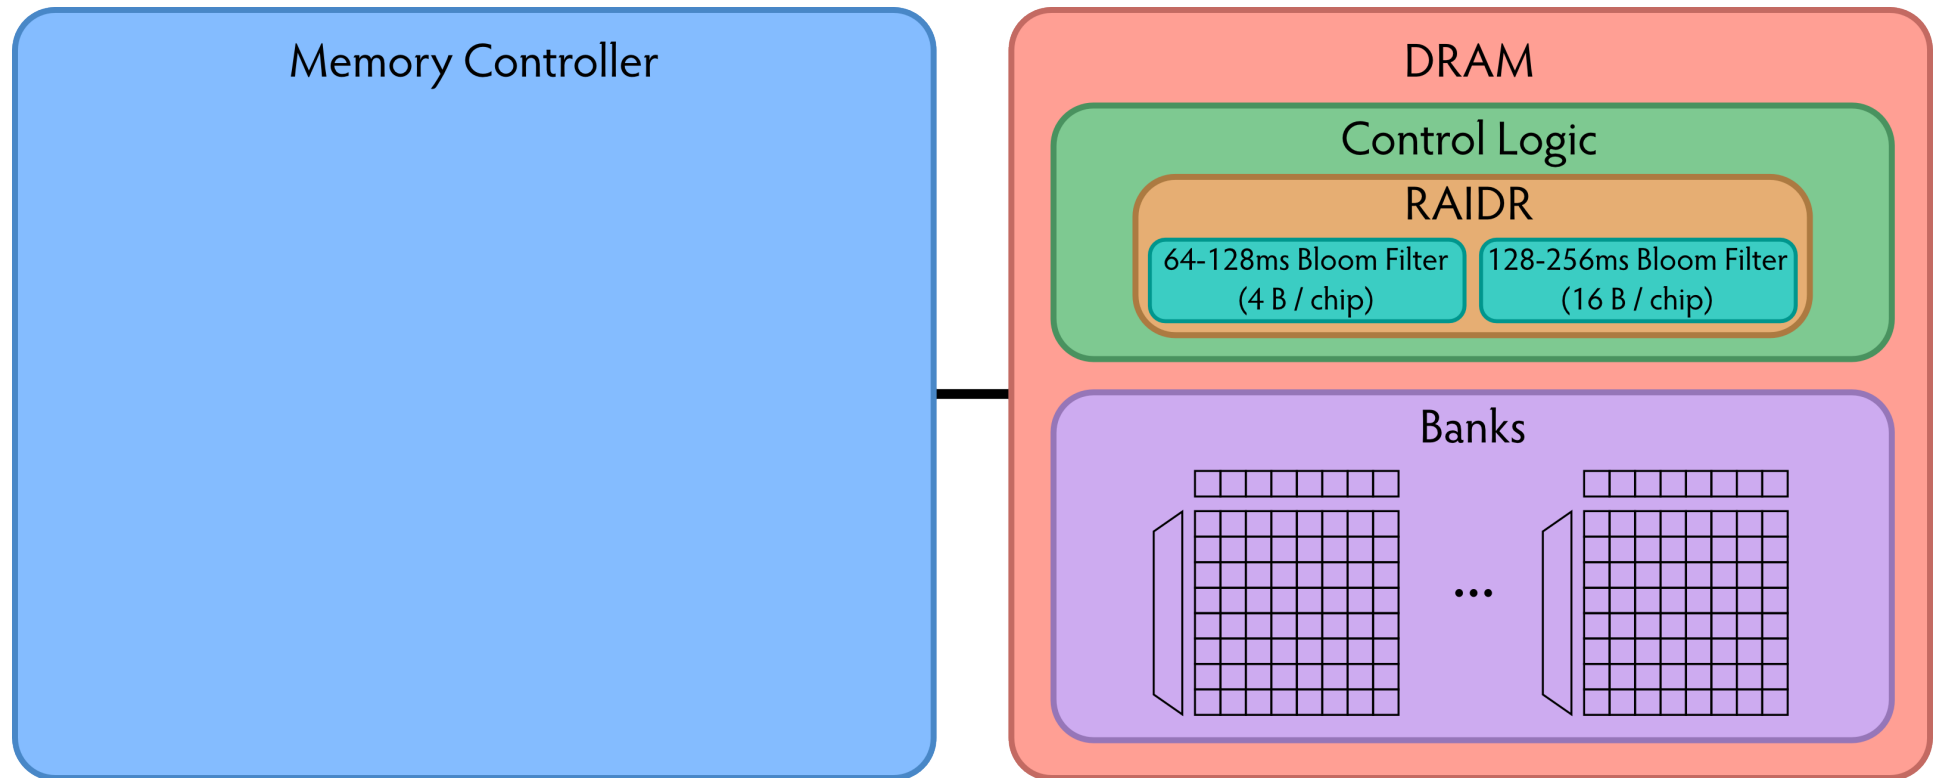 Memory Controller
DRAM
Control Logic
RAIDR
64-128ms Bloom Filter
(4 B / chip)
128-256ms Bloom Filter
(16 B / chip)
Banks
...